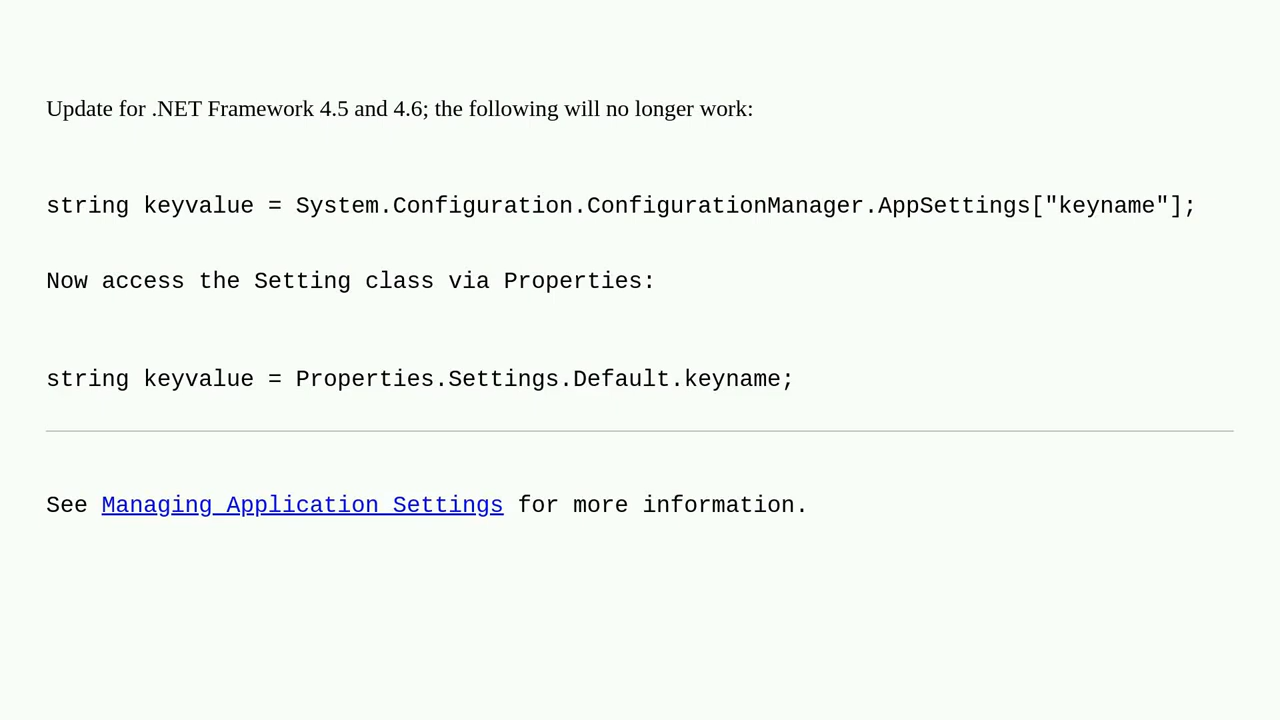 Update for .NET Framework 4.5 and 4.6; the following will no longer work:
string keyvalue = System.Configuration.ConfigurationManager.AppSettings["keyname"];
Now access the Setting class via Properties:
string keyvalue = Properties.Settings.Default.keyname;
See Managing Application Settings for more information.